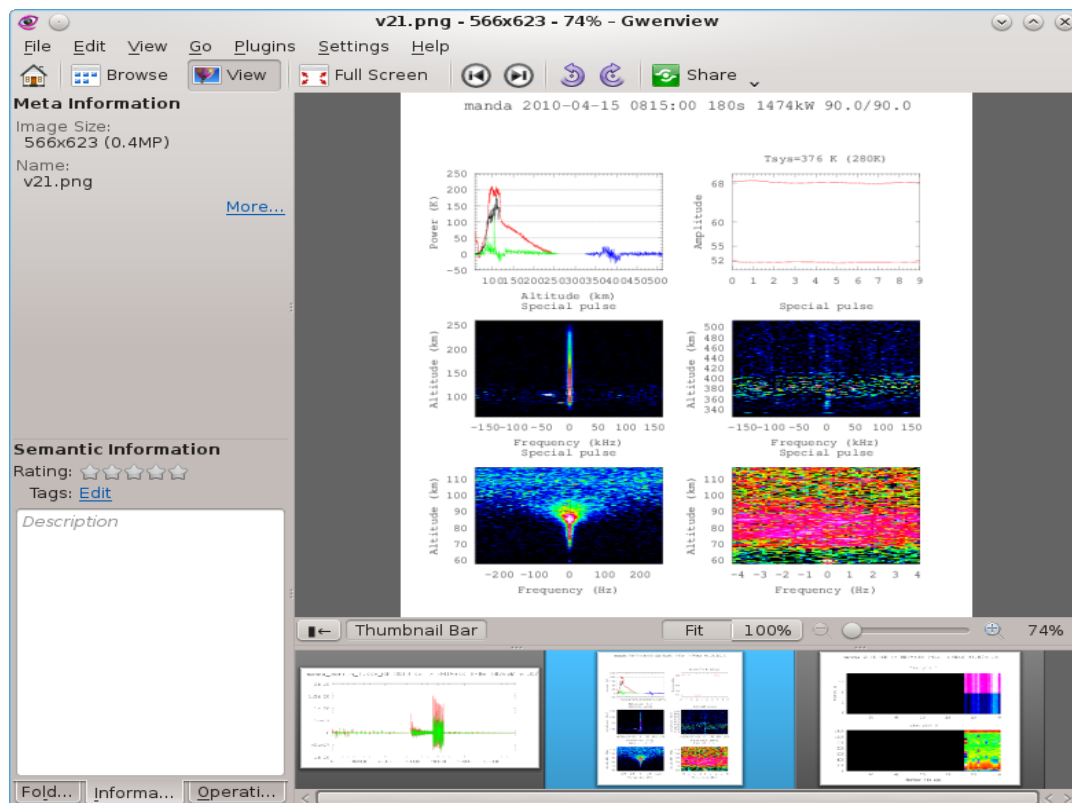 v21.png - 566x623 - 74% - Gwenview
File Edit View Go Plugins Settings Help
Browse View Full Screen Share
Meta Information
Image Size:
566x623 (0.4MP)
Name:
v21.png
More...
Semantic Information
Rating:
Tags: Edit
Description
Fold... Informa... Operati...
manda 2010-04-15 0815:00 180s 1474kW 90.0/90.0
250
200
150
100
50
0
−50
Power (K)
100150200250300350400450500
Altitude (km)
Tsys=376 K (280K)
68
60
55
52
Amplitude
0 1 2 3 4 5 6 7 8 9
Special pulse
250
200
150
100
Altitude (km)
−150−100 −50 0 50 100 150
Frequency (kHz)
Special pulse
500
480
460
440
420
400
380
360
340
Altitude (km)
−150−100 −50 0 50 100 150
Frequency (kHz)
Special pulse
110
100
90
80
70
60
Altitude (km)
−200 −100 0 100 200
Frequency (Hz)
Special pulse
110
100
90
80
70
60
Altitude (km)
−4 −3 −2 −1 0 1 2 3 4
Frequency (Hz)
Thumbnail Bar Fit 100% 74%